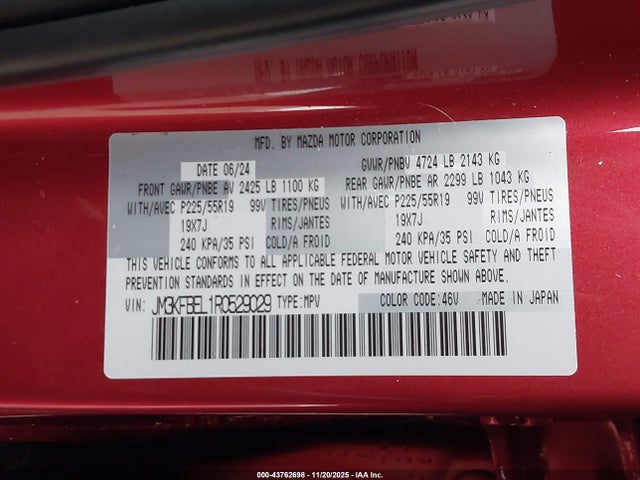 MFD. BY MAZDA MOTOR CORPORATION
DATE 06/24
GVWR/PNBV 4724 LB 2143 KG
FRONT GAWR/PNBE AV 2425 LB 1100 KG
REAR GAWR/PNBE AR 2299 LB 1043 KG
WITH/AVEC P225/55R19 99V TIRES/PNEUS
WITH/AVEC P225/55R19 99V TIRES/PNEUS
19X7J RIMS/JANTES
19X7J RIMS/JANTES
240 KPA/35 PSI COLD/A FROID
240 KPA/35 PSI COLD/A FROID
THIS VEHICLE CONFORMS TO ALL APPLICABLE FEDERAL MOTOR VEHICLE SAFETY AND THEFT
PREVENTION STANDARDS IN EFFECT ON THE DATE OF MANUFACTURE SHOWN ABOVE.
VIN: JM3KFBEL1R0529029 TYPE:MPV COLOR CODE:46V MADE IN JAPAN
000-43762698 - 11/20/2025 - IAA Inc.